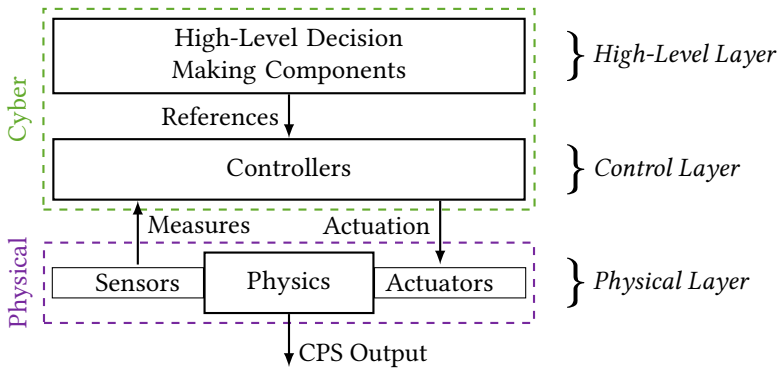 High-Level Decision
Making Components
High-Level Layer
Cyber
References
Controllers
Control Layer
Measures
Actuation
Physical
Sensors
Physics
Actuators
Physical Layer
CPS Output